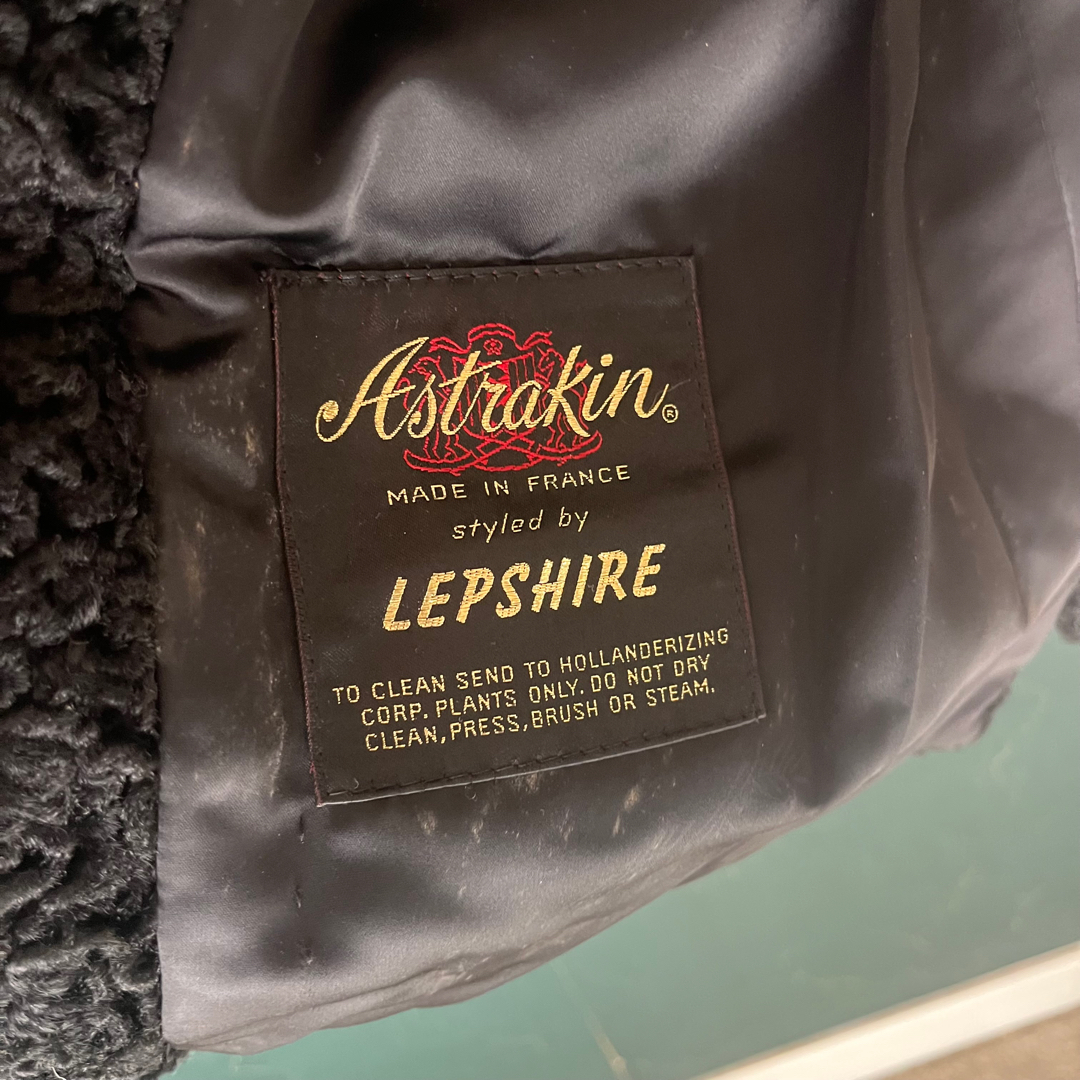 Astrakin®
MADE IN FRANCE
styled by
LEPSHIRE
TO CLEAN SEND TO HOLLANDERIZING
CORP. PLANTS ONLY. DO NOT DRY
CLEAN, PRESS, BRUSH OR STEAM.